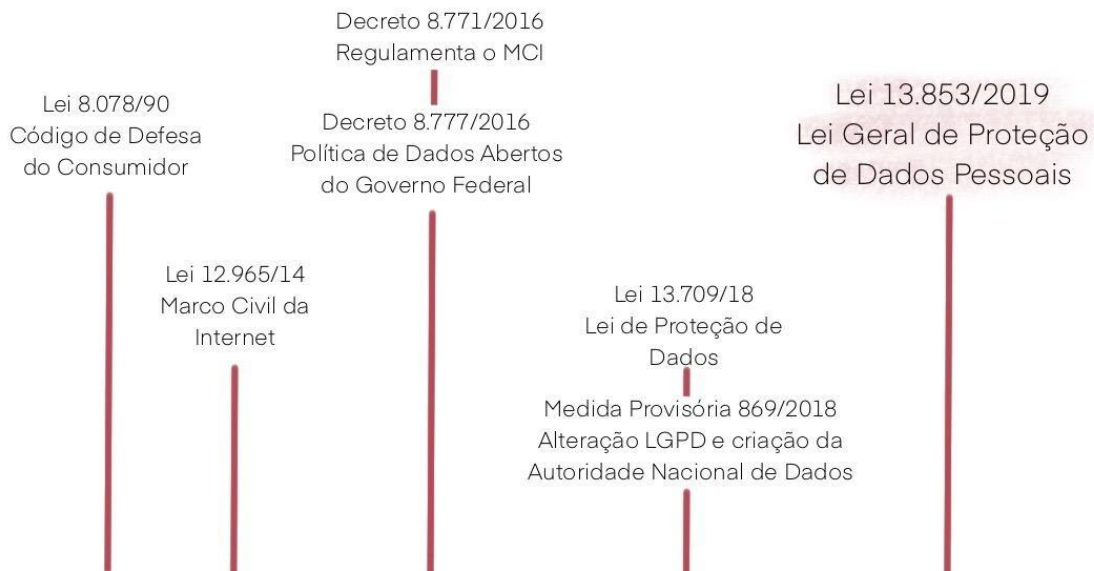 Lei 8.078/90
Código de Defesa
do Consumidor
Lei 12.965/14
Marco Civil da
Internet
Decreto 8.771/2016
Regulamenta o MCI
Decreto 8.777/2016
Política de Dados Abertos
do Governo Federal
Lei 13.709/18
Lei de Proteção de
Dados
Medida Provisória 869/2018
Alteração LGPD e criação da
Autoridade Nacional de Dados
Lei 13.853/2019
Lei Geral de Proteção
de Dados Pessoais